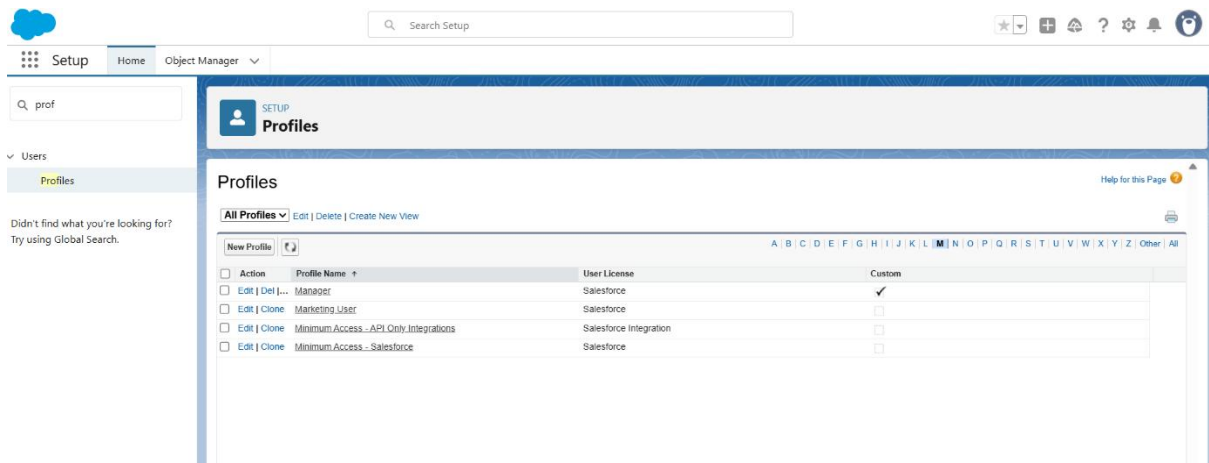 Search Setup
Setup Home Object Manager
prof
Users
Profiles
Didn't find what you're looking for?
Try using Global Search.
SETUP
Profiles
Profiles
Help for this Page
All Profiles Edit | Delete | Create New View
New Profile
A | B | C | D | E | F | G | H | I | J | K | L | M | N | O | P | Q | R | S | T | U | V | W | X | Y | Z | Other | All
Action Profile Name User License Custom
Edit | Del |... Manager Salesforce
Edit | Clone Marketing User Salesforce
Edit | Clone Minimum Access - API Only Integrations Salesforce Integration
Edit | Clone Minimum Access - Salesforce Salesforce